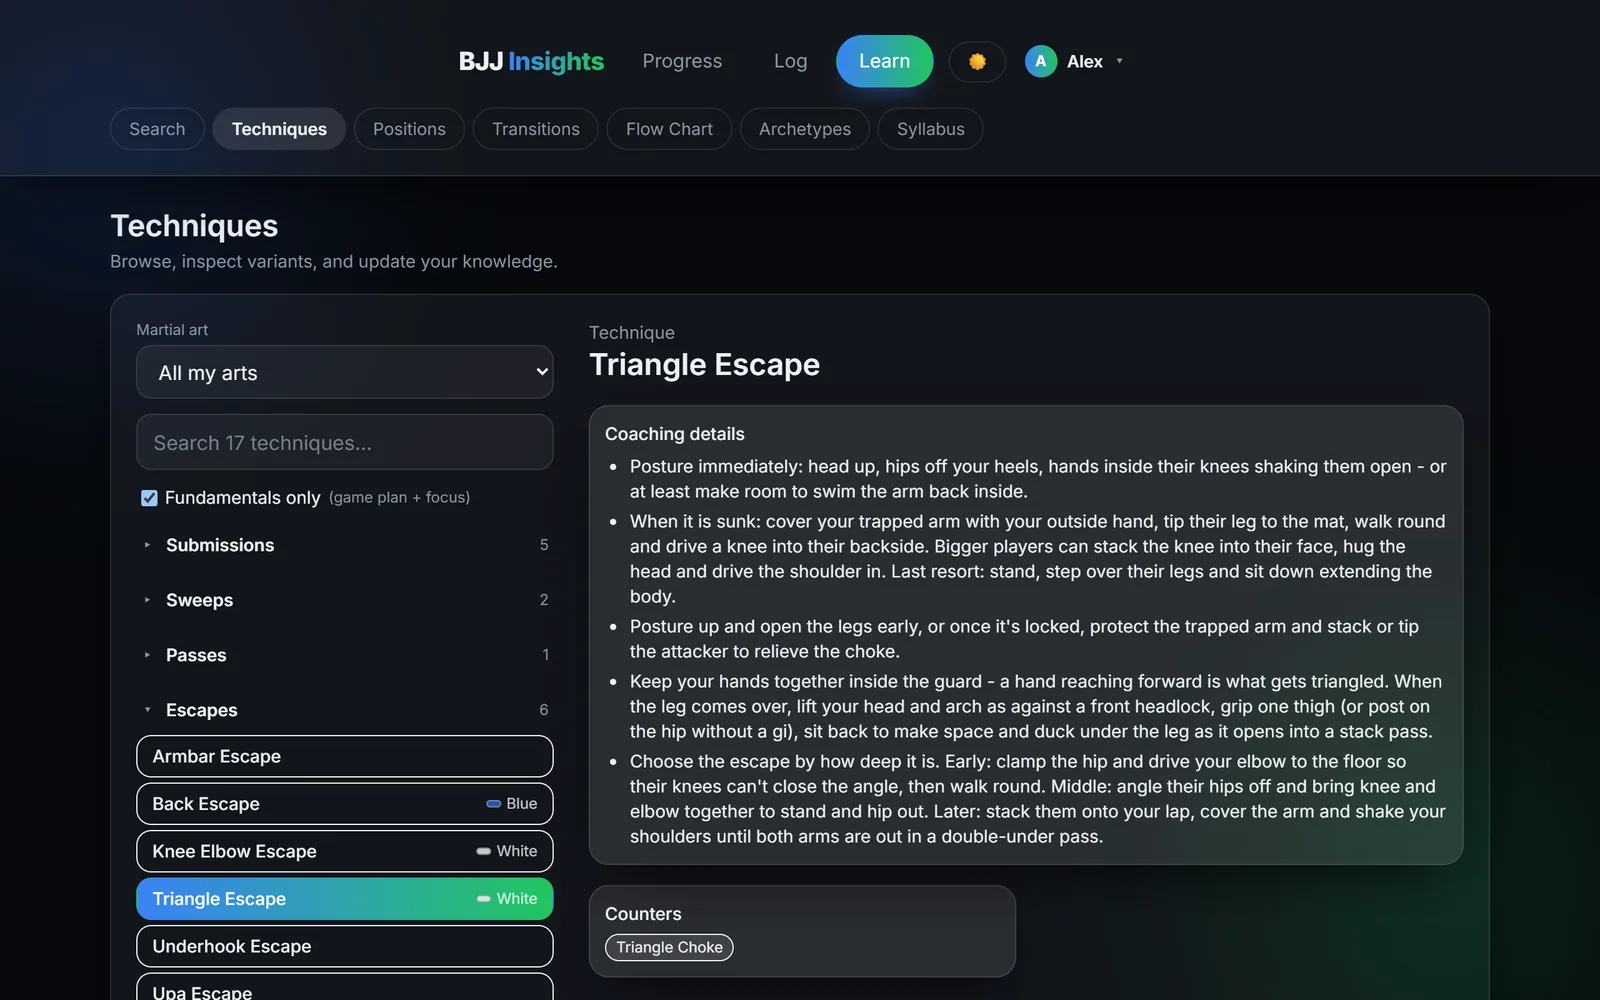 BJJ Insights
Progress
Log
Learn
A
Alex
Search
Techniques
Positions
Transitions
Flow Chart
Archetypes
Syllabus
Techniques
Browse, inspect variants, and update your knowledge.
Martial art
All my arts
Search 17 techniques...
Fundamentals only (game plan + focus)
Submissions 5
Sweeps 2
Passes 1
Escapes 6
Armbar Escape
Back Escape Blue
Knee Elbow Escape White
Triangle Escape White
Underhook Escape
Upa Escape
Technique
Triangle Escape
Coaching details
• Posture immediately: head up, hips off your heels, hands inside their knees shaking them open - or
at least make room to swim the arm back inside.
• When it is sunk: cover your trapped arm with your outside hand, tip their leg to the mat, walk round
and drive a knee into their backside. Bigger players can stack the knee into their face, hug the
head and drive the shoulder in. Last resort: stand, step over their legs and sit down extending the
body.
• Posture up and open the legs early, or once it's locked, protect the trapped arm and stack or tip
the attacker to relieve the choke.
• Keep your hands together inside the guard - a hand reaching forward is what gets triangled. When
the leg comes over, lift your head and arch as against a front headlock, grip one thigh (or post on
the hip without a gi), sit back to make space and duck under the leg as it opens into a stack pass.
• Choose the escape by how deep it is. Early: clamp the hip and drive your elbow to the floor so
their knees can't close the angle, then walk round. Middle: angle their hips off and bring knee and
elbow together to stand and hip out. Later: stack them onto your lap, cover the arm and shake your
shoulders until both arms are out in a double-under pass.
Counters
Triangle Choke